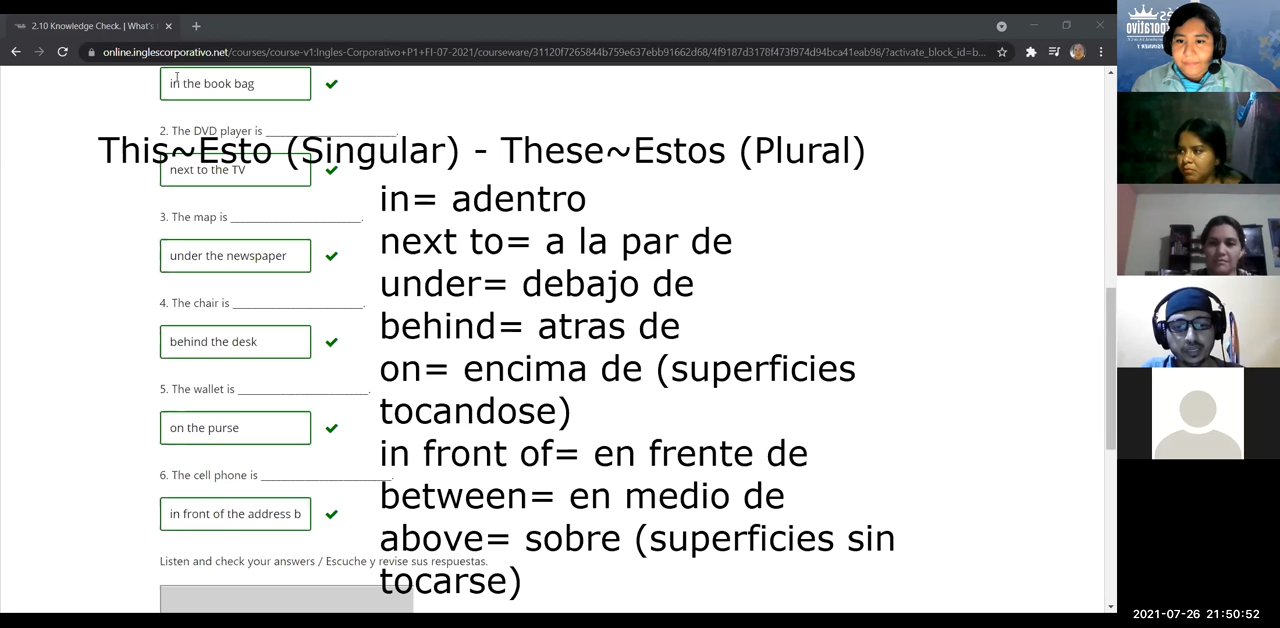 2.10 Knowledge Check. | What's
online.inglescorporativo.net/courses/course-v1:Ingles-Corporativo+P1+FI-07-2021/courseware/31120f7265844b759e637ebb91662d68/4f9187d3178f473f974d94bca41eab98/?activate_block_id=b...
in the book bag
2. The DVD player is ______________________.
This~Esto (Singular) - These~Estos (Plural)
next to the TV
in= adentro
3. The map is ______________________.
next to= a la par de
under the newspaper
under= debajo de
4. The chair is ______________________.
behind= atras de
behind the desk
on= encima de (superficies
5. The wallet is ______________________.
tocandose)
on the purse
in front of= en frente de
6. The cell phone is ______________________.
between= en medio de
in front of the address b
above= sobre (superficies sin
Listen and check your answers / Escuche y revise sus respuestas.
tocarse)
2021-07-26 21:50:52